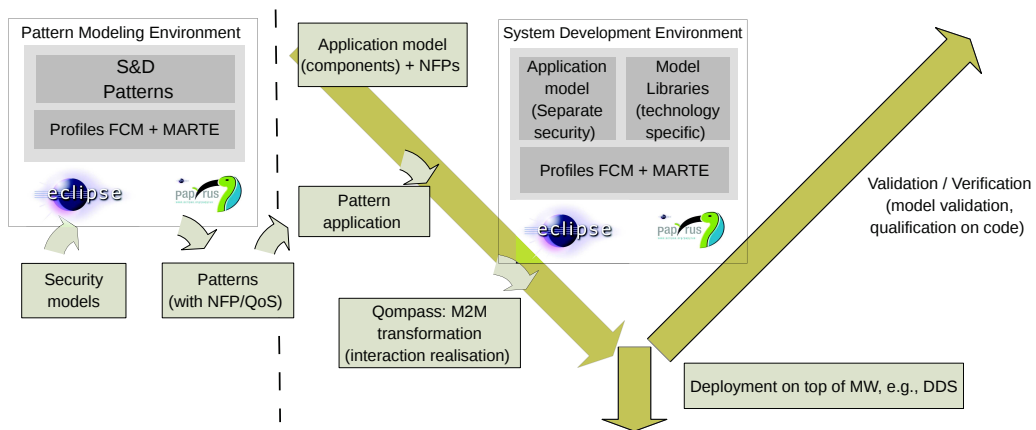 Pattern Modeling Environment
S&D
Patterns
Profiles FCM + MARTE
eclipse
papyrus
Security
models
Patterns
(with NFP/QoS)
Application model
(components) + NFPs
Pattern
application
Qompass: M2M
transformation
(interaction realisation)
System Development Environment
Application
model
(Separate
security)
Model
Libraries
(technology
specific)
Profiles FCM + MARTE
eclipse
papyrus
Validation / Verification
(model validation,
qualification on code)
Deployment on top of MW, e.g., DDS